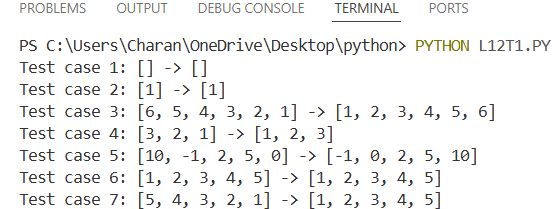 PROBLEMS OUTPUT DEBUG CONSOLE TERMINAL PORTS
PS C:\Users\Charan\OneDrive\Desktop\python> PYTHON L12T1.PY
Test case 1: [] -> []
Test case 2: [1] -> [1]
Test case 3: [6, 5, 4, 3, 2, 1] -> [1, 2, 3, 4, 5, 6]
Test case 4: [3, 2, 1] -> [1, 2, 3]
Test case 5: [10, -1, 2, 5, 0] -> [-1, 0, 2, 5, 10]
Test case 6: [1, 2, 3, 4, 5] -> [1, 2, 3, 4, 5]
Test case 7: [5, 4, 3, 2, 1] -> [1, 2, 3, 4, 5]